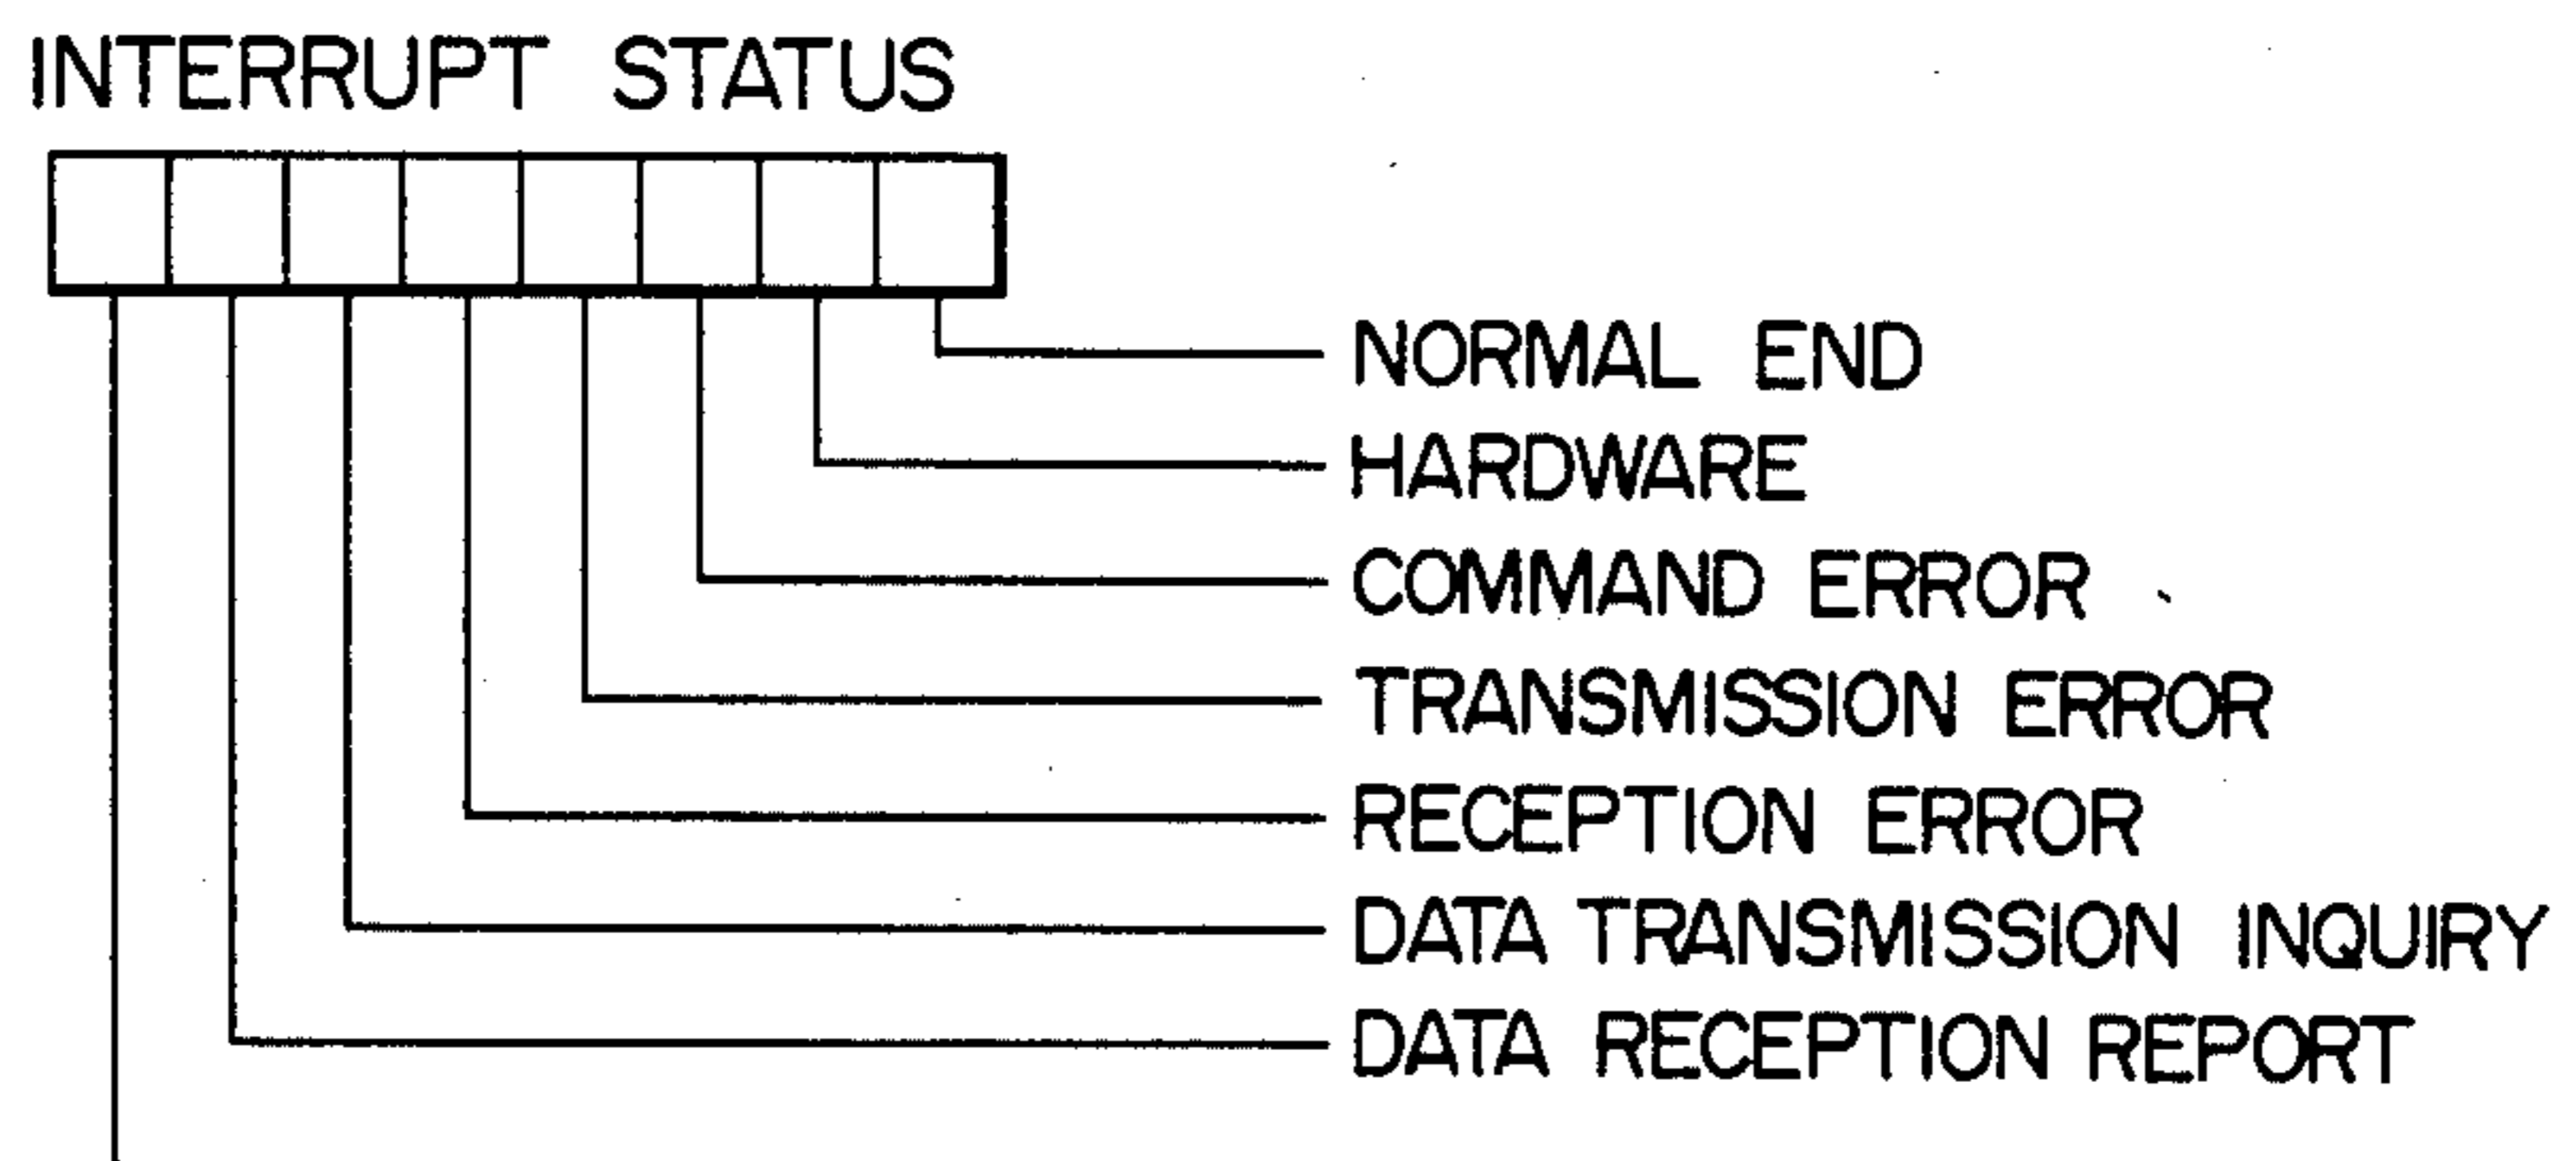 INTERRUPT STATUS
NORMAL END
HARDWARE
COMMAND ERROR
TRANSMISSION ERROR
RECEPTION ERROR
DATA TRANSMISSION INQUIRY
DATA RECEPTION REPORT